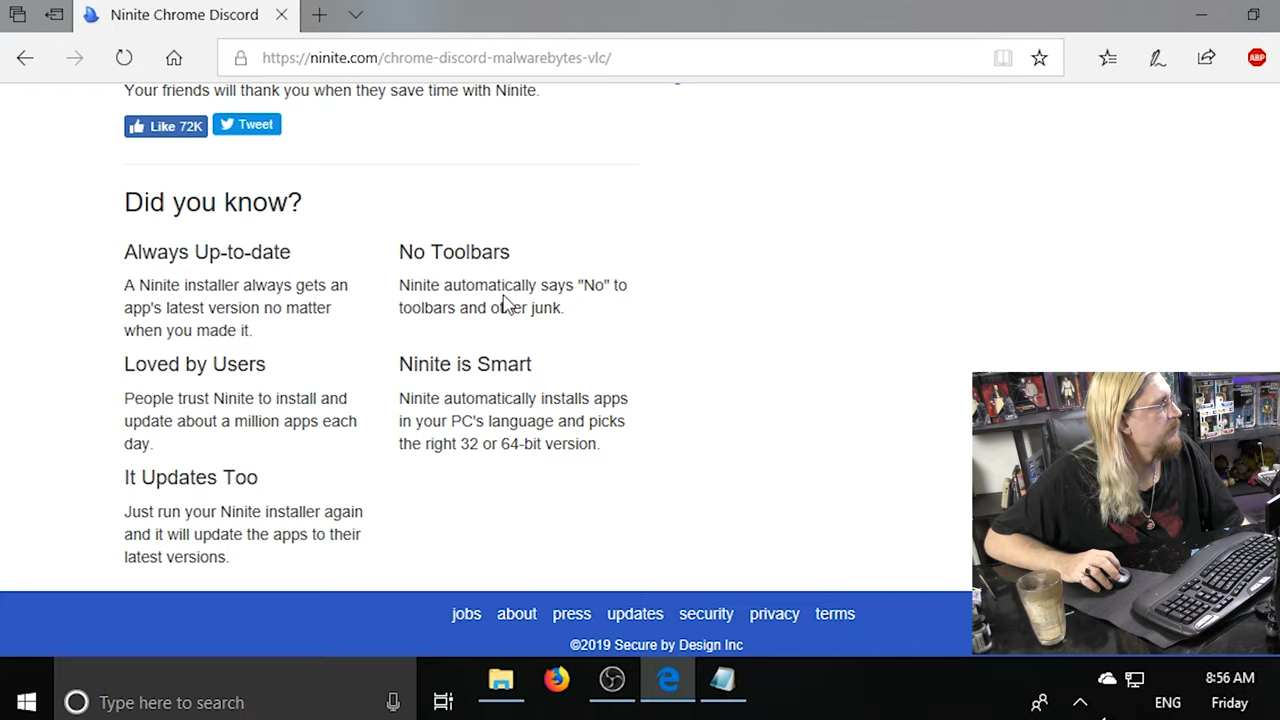 Ninite Chrome Discord
https://ninite.com/chrome-discord-malwarebytes-vlc/
ABP
Your friends will thank you when they save time with Ninite.
Like 72K
Tweet
Did you know?
Always Up-to-date
A Ninite installer always gets an
app's latest version no matter
when you made it.
No Toolbars
Ninite automatically says "No" to
toolbars and other junk.
Loved by Users
People trust Ninite to install and
update about a million apps each
day.
Ninite is Smart
Ninite automatically installs apps
in your PC's language and picks
the right 32 or 64-bit version.
It Updates Too
Just run your Ninite installer again
and it will update the apps to their
latest versions.
jobs about press updates security privacy terms
©2019 Secure by Design Inc
Type here to search
ENG
8:56 AM
Friday